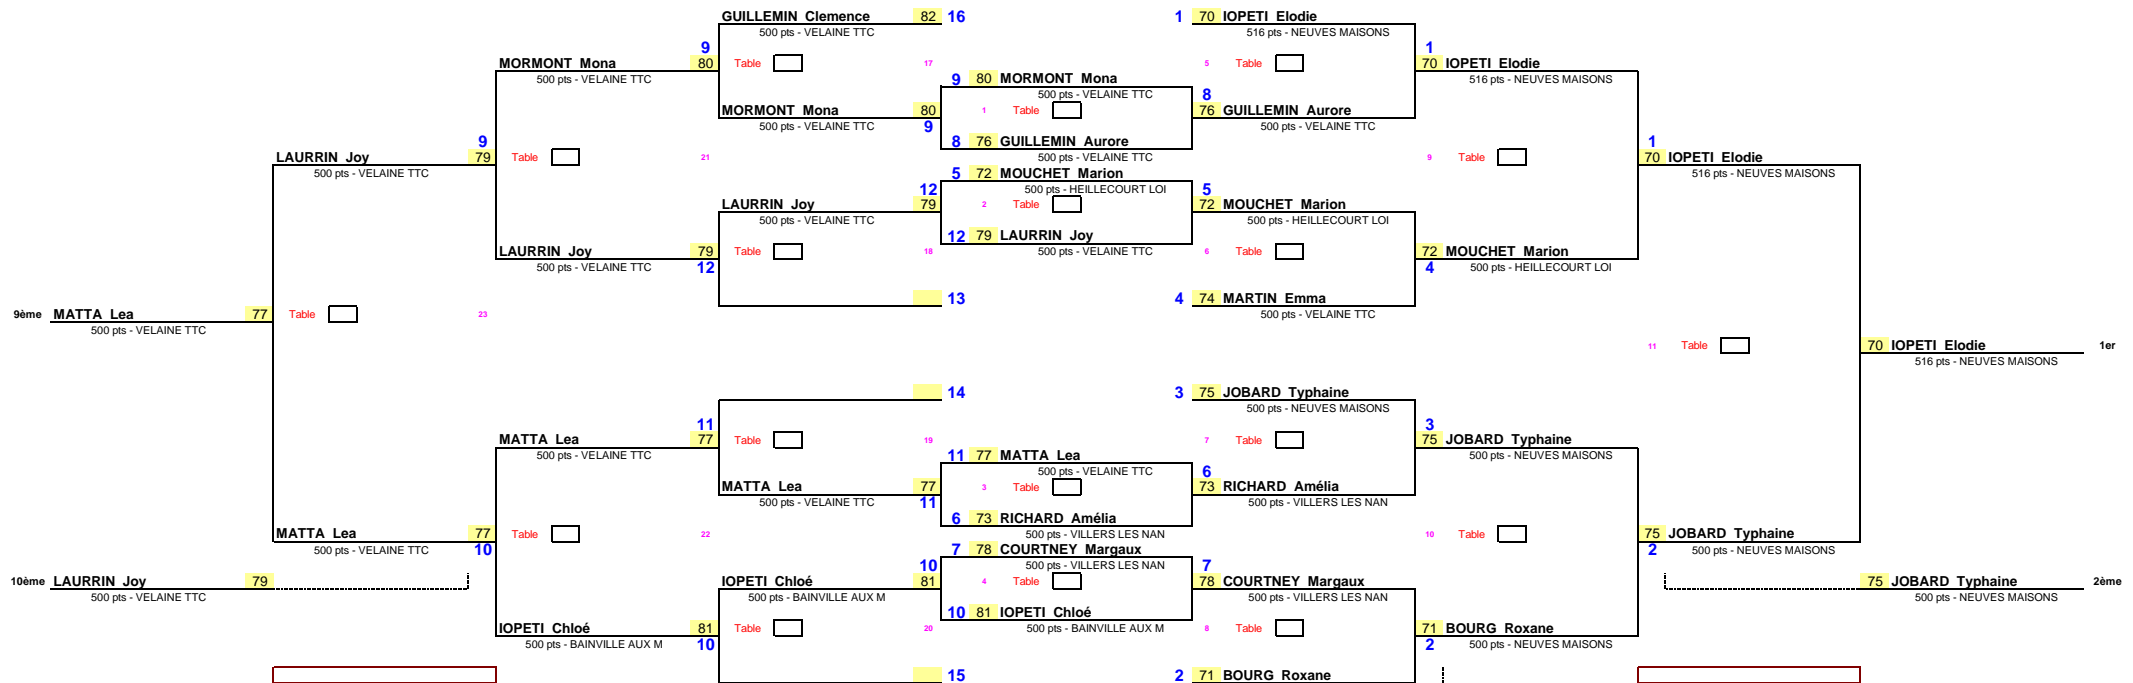 GUILLEMIN Clemence 82 16 1 70 IOPETI Elodie
500 pts - VELAINE TTC 516 pts - NEUVES MAISONS
9 1
MORMONT Mona 80 Table 17 5 Table 70 IOPETI Elodie
500 pts - VELAINE TTC 9 80 MORMONT Mona 516 pts - NEUVES MAISONS
500 pts - VELAINE TTC 8
MORMONT Mona 80 1 Table 76 GUILLEMIN Aurore
500 pts - VELAINE TTC 9 500 pts - VELAINE TTC
9 8 76 GUILLEMIN Aurore 1
LAURRIN Joy 79 Table 21 500 pts - VELAINE TTC 9 Table 70 IOPETI Elodie
500 pts - VELAINE TTC 5 72 MOUCHET Marion 516 pts - NEUVES MAISONS
12 500 pts - HEILLECOURT LOI 5
LAURRIN Joy 79 2 Table 72 MOUCHET Marion
500 pts - VELAINE TTC 500 pts - HEILLECOURT LOI
12 79 LAURRIN Joy
LAURRIN Joy 79 Table 18 500 pts - VELAINE TTC 6 Table 72 MOUCHET Marion
500 pts - VELAINE TTC 12 4 500 pts - HEILLECOURT LOI
13 4 74 MARTIN Emma
9ème MATTA Lea 77 Table 23 500 pts - VELAINE TTC
500 pts - VELAINE TTC
11 Table 70 IOPETI Elodie 1er
516 pts - NEUVES MAISONS
14 3 75 JOBARD Typhaine
500 pts - NEUVES MAISONS
11 3
MATTA Lea 77 Table 19 7 Table 75 JOBARD Typhaine
500 pts - VELAINE TTC 11 77 MATTA Lea 500 pts - NEUVES MAISONS
500 pts - VELAINE TTC 6
MATTA Lea 77 3 Table 73 RICHARD Amélia
500 pts - VELAINE TTC 11 500 pts - VILLERS LES NAN
6 73 RICHARD Amélia
MATTA Lea 77 Table 22 500 pts - VILLERS LES NAN 10 Table 75 JOBARD Typhaine
500 pts - VELAINE TTC 10 7 78 COURTNEY Margaux 2 500 pts - NEUVES MAISONS
10 500 pts - VILLERS LES NAN 7
10ème LAURRIN Joy 79 IOPETI Chloé 81 4 Table 78 COURTNEY Margaux 75 JOBARD Typhaine 2ème
500 pts - VELAINE TTC 500 pts - BAINVILLE AUX M 500 pts - VILLERS LES NAN 500 pts - NEUVES MAISONS
10 81 IOPETI Chloé
IOPETI Chloé 81 Table 20 500 pts - BAINVILLE AUX M 8 Table 71 BOURG Roxane
500 pts - BAINVILLE AUX M 10 2 500 pts - NEUVES MAISONS
15 2 71 BOURG Roxane